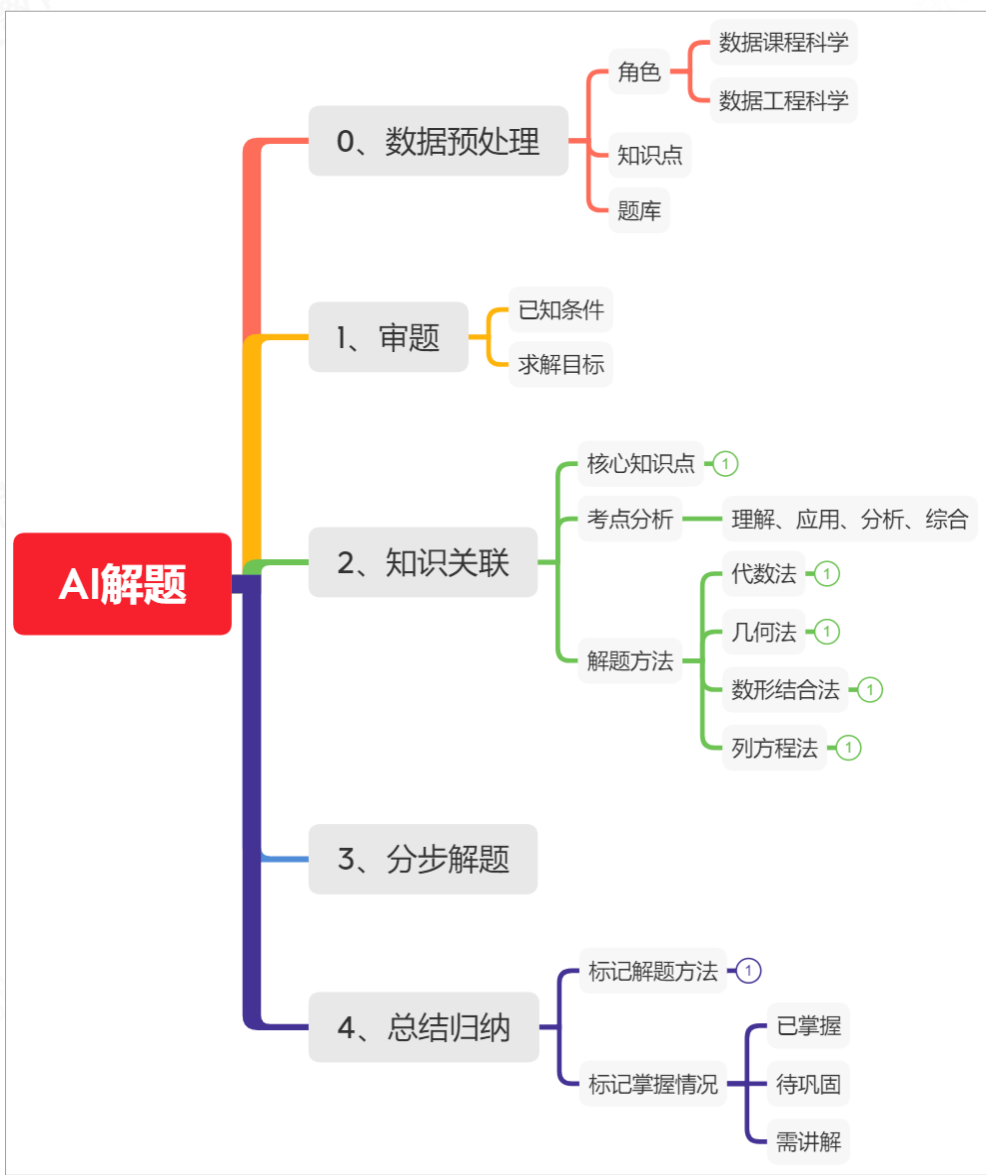 AI解题
0、数据预处理
角色
数据课程科学
数据工程科学
知识点
题库
1、审题
已知条件
求解目标
2、知识关联
核心知识点 1
考点分析
理解、应用、分析、综合
解题方法
代数法 1
几何法 1
数形结合法 1
列方程法 1
3、分步解题
4、总结归纳
标记解题方法 1
标记掌握情况
已掌握
待巩固
需讲解